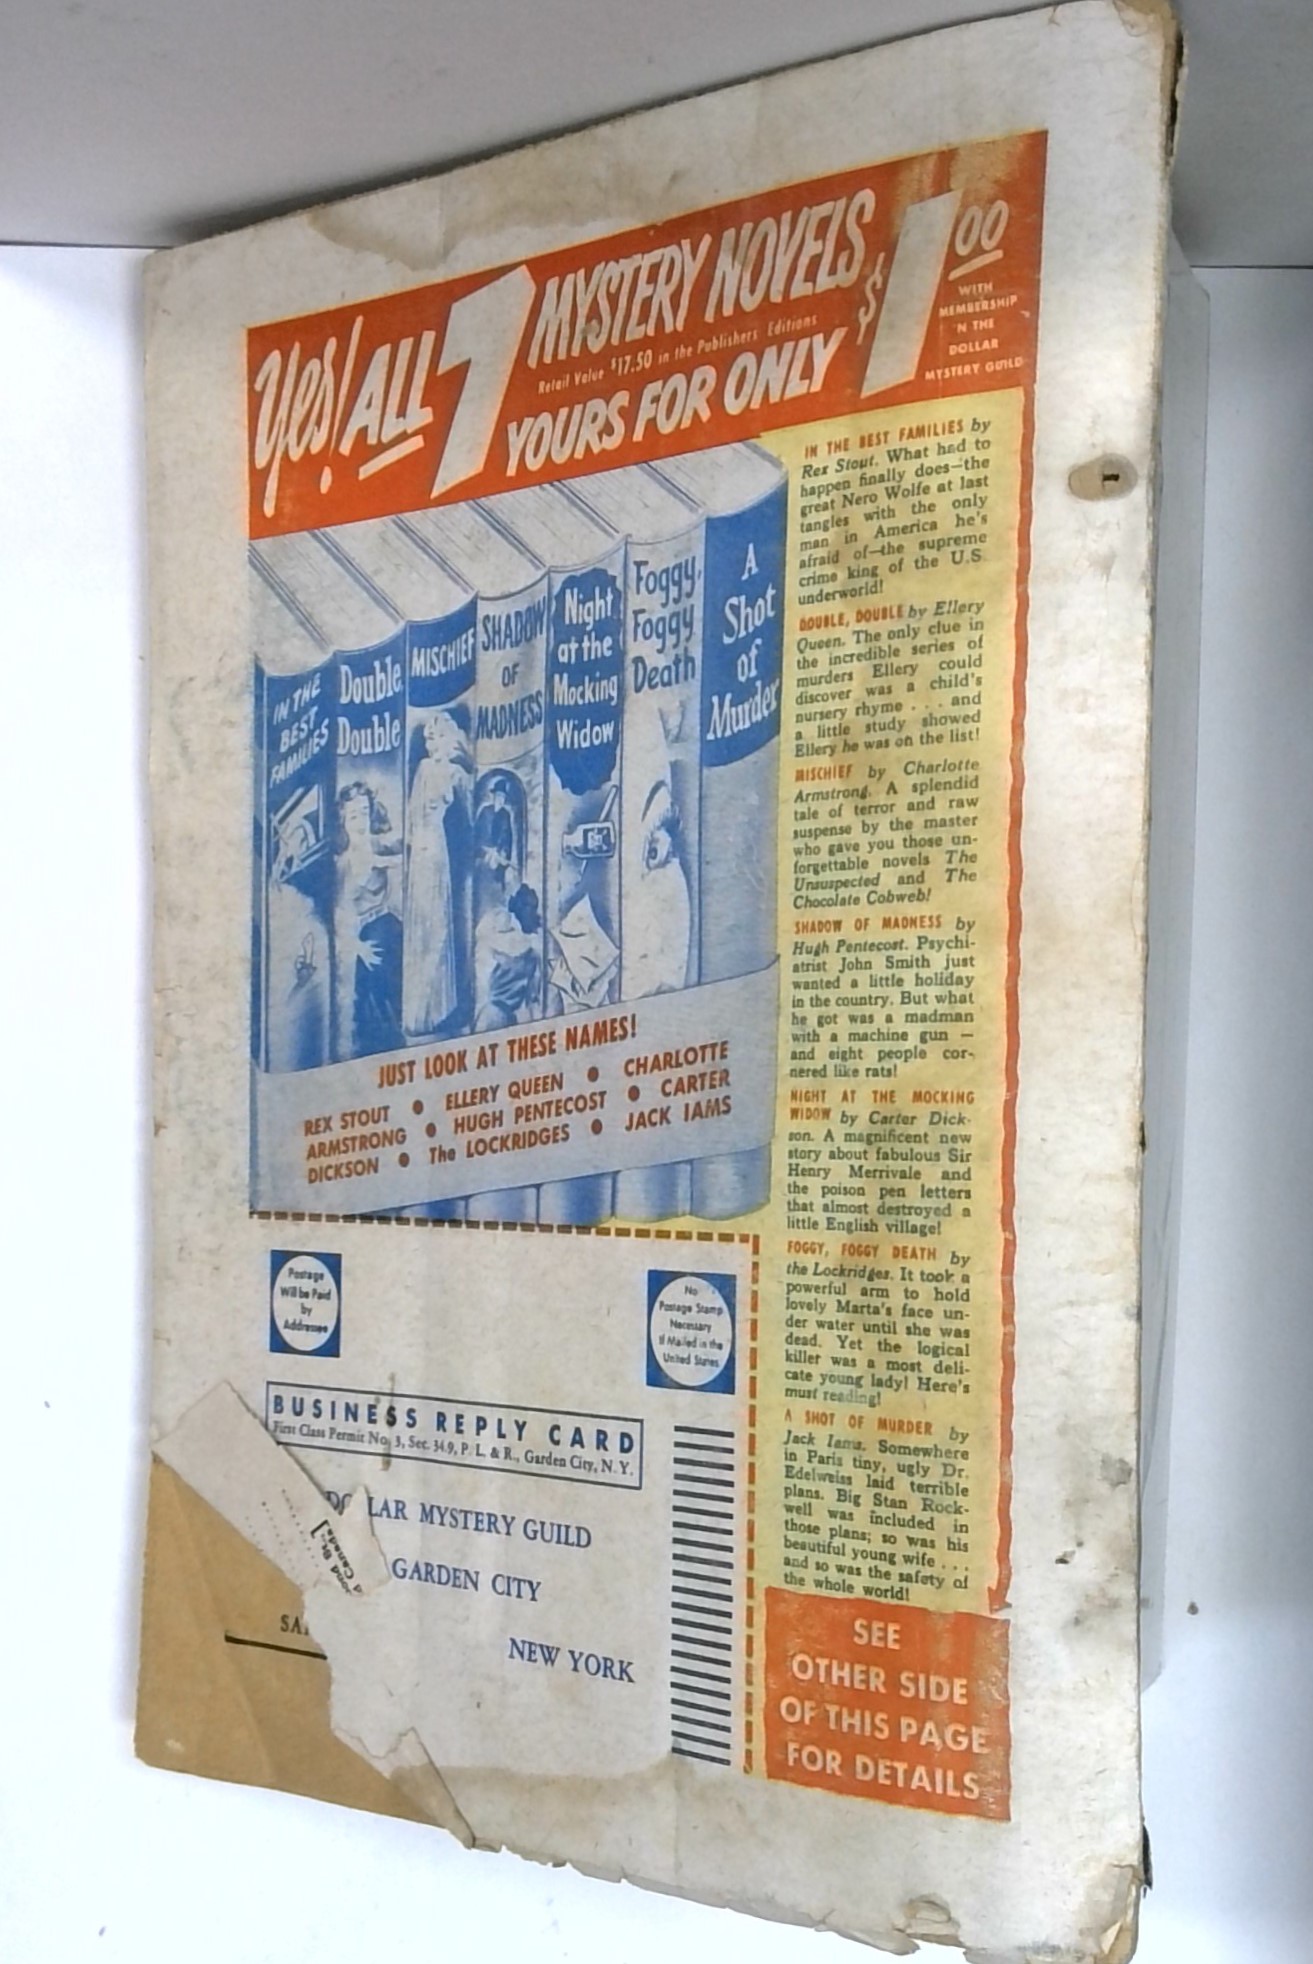 Yes! ALL 7 MYSTERY NOVELS
Retail Value $17.50 in the Publishers Editions
YOURS FOR ONLY $1.00
WITH
MEMBERSHIP
IN THE
DOLLAR
MYSTERY GUILD
IN THE
BEST
FAMILIES
Double,
Double
MISCHIEF
SHADOW
OF
MADNESS
Night
at the
Mocking
Widow
Foggy,
Foggy
Death
A
Shot
of
Murder
JUST LOOK AT THESE NAMES!
REX STOUT • ELLERY QUEEN • CHARLOTTE
ARMSTRONG • HUGH PENTECOST • CARTER
DICKSON • The LOCKRIDGES • JACK IAMS
IN THE BEST FAMILIES by
Rex Stout. What had to
happen finally does—the
great Nero Wolfe at last
tangles with the only
man in America he's
afraid of—the supreme
crime king of the U.S.
underworld!
DOUBLE, DOUBLE by Ellery
Queen. The only clue in
the incredible series of
murders Ellery could
discover was a child's
nursery rhyme . . . and
a little study showed
Ellery he was on the list!
MISCHIEF by Charlotte
Armstrong. A splendid
tale of terror and raw
suspense by the master
who gave you those un-
forgettable novels The
Unsuspected and The
Chocolate Cobweb!
SHADOW OF MADNESS by
Hugh Pentecost. Psychi-
atrist John Smith just
wanted a little holiday
in the country. But what
he got was a madman
with a machine gun —
and eight people cor-
nered like rats!
NIGHT AT THE MOCKING
WIDOW by Carter Dick-
son. A magnificent new
story about fabulous Sir
Henry Merrivale and
the poison pen letters
that almost destroyed a
little English village!
FOGGY, FOGGY DEATH by
the Lockridges. It took a
powerful arm to hold
lovely Marta's face un-
der water until she was
dead. Yet the logical
killer was a most deli-
cate young lady! Here's
must reading!
A SHOT OF MURDER by
Jack Iams. Somewhere
in Paris tiny, ugly Dr.
Edelweiss laid terrible
plans. Big Stan Rock-
well was included in
those plans; so was his
beautiful young wife . . .
and so was the safety of
the whole world!
SEE
OTHER SIDE
OF THIS PAGE
FOR DETAILS
Postage
Will be Paid
by
Addressee
No
Postage Stamp
Necessary
If Mailed in the
United States
BUSINESS REPLY CARD
First Class Permit No. 3, Sec. 34.9, P. L. & R., Garden City, N. Y.
DOLLAR MYSTERY GUILD
GARDEN CITY
NEW YORK